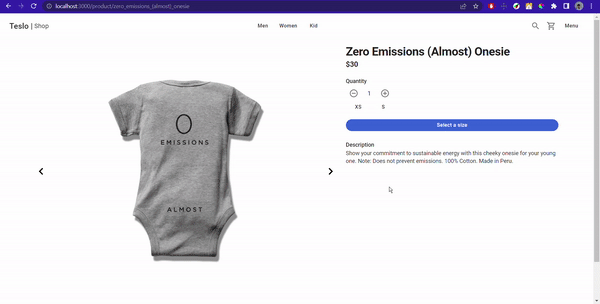 localhost:3000/product/zero_emissions_(almost)_onesie
Teslo | Shop
Men Women Kid
Menu
Zero Emissions (Almost) Onesie
$30
Quantity
1
XS S
Select a size
Description
Show your commitment to sustainable energy with this cheeky onesie for your young
one. Note: Does not prevent emissions. 100% Cotton. Made in Peru.
0
EMISSIONS
ALMOST